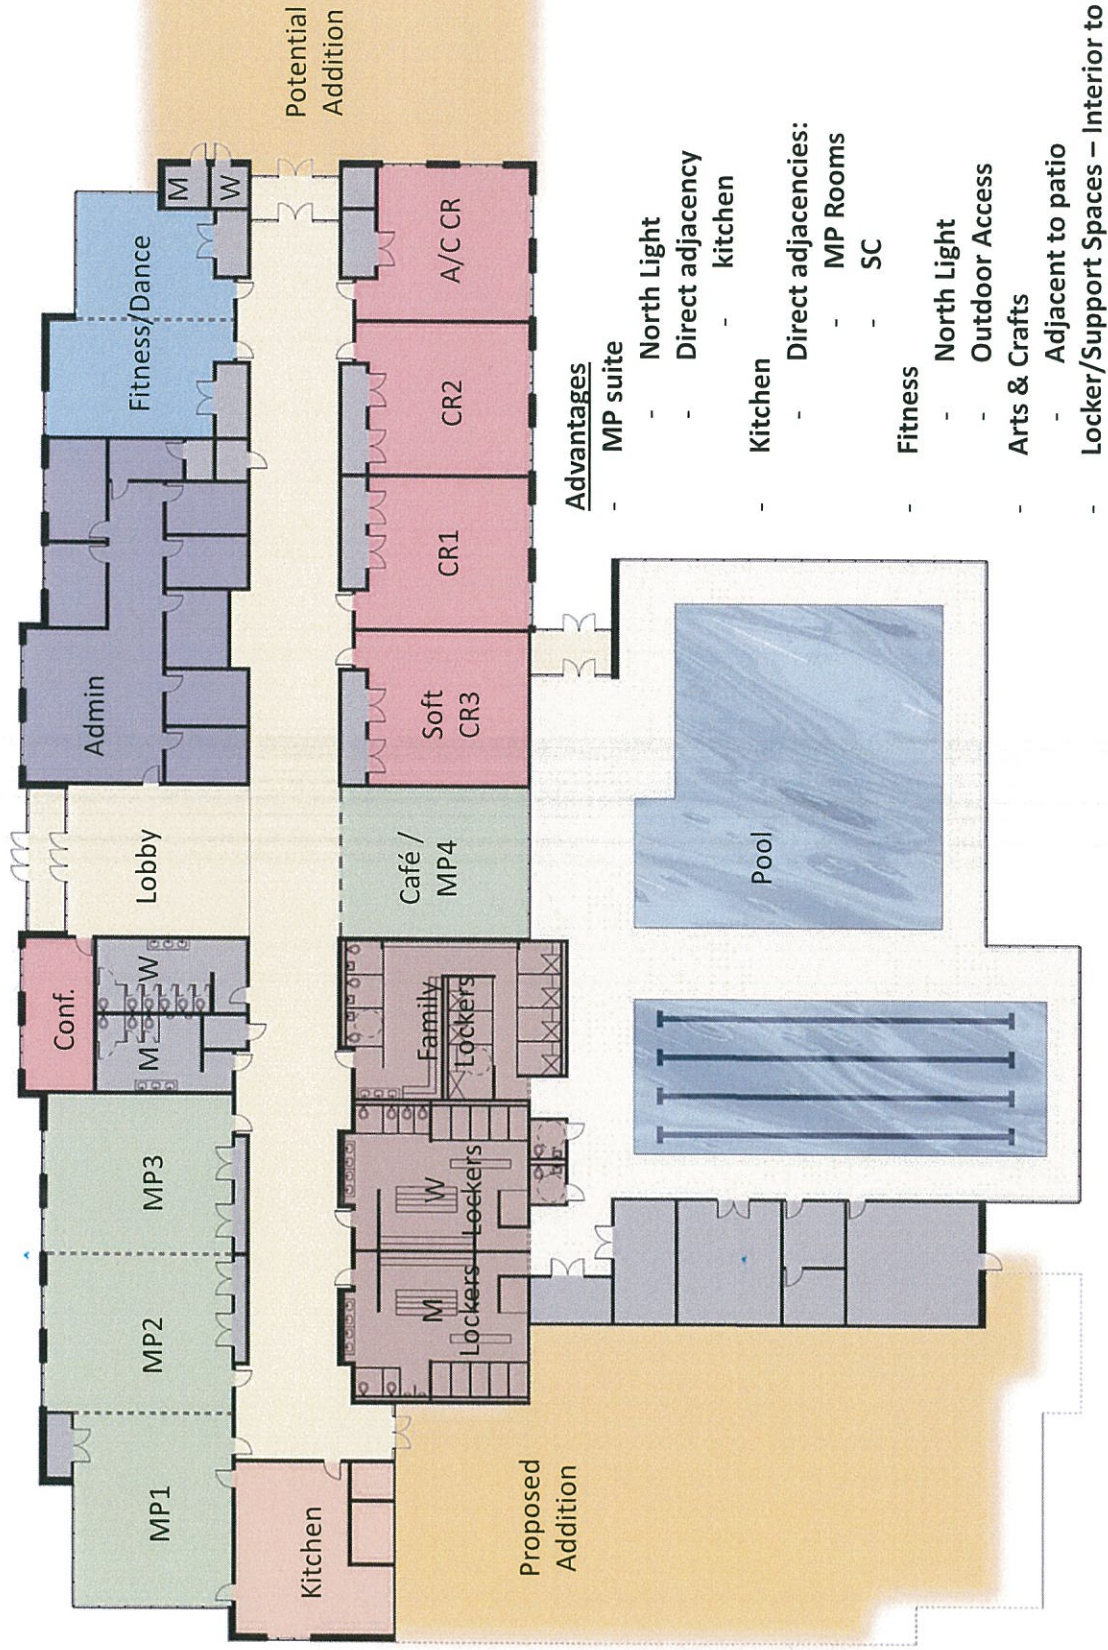 MP1
MP2
MP3
Conf.
M
W
Lobby
Admin
Fitness/Dance
M
W
Potential
Addition
Kitchen
M
Lockers
W
Lockers
Family
Lockers
Café /
MP4
Soft
CR3
CR1
CR2
A/C CR
Proposed
Addition
Pool
Advantages
- MP suite
- North Light
- Direct adjacency
- kitchen
- Kitchen
- Direct adjacencies:
- MP Rooms
- SC
- Fitness
- North Light
- Outdoor Access
- Arts & Crafts
- Adjacent to patio
- Locker/Support Spaces – Interior to